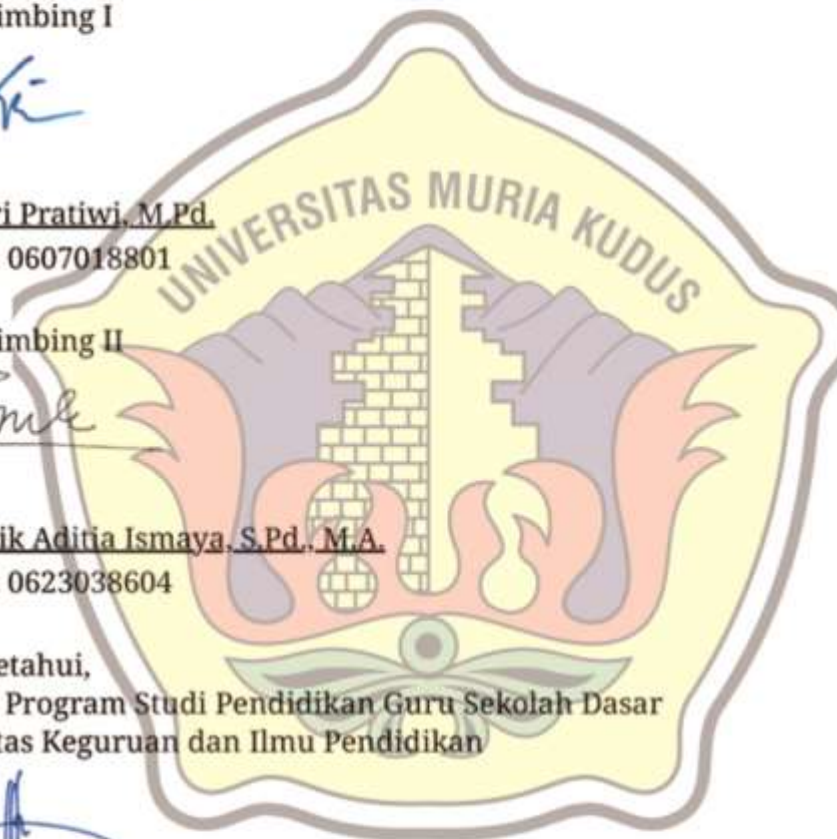 imbing I
UNIVERSITAS MURIA KUDUS
ri Pratiwi, M.Pd.
0607018801
imbing II
ik Aditia Ismaya, S.Pd., M.A.
0623038604
etahui,
Program Studi Pendidikan Guru Sekolah Dasar
tas Keguruan dan Ilmu Pendidikan